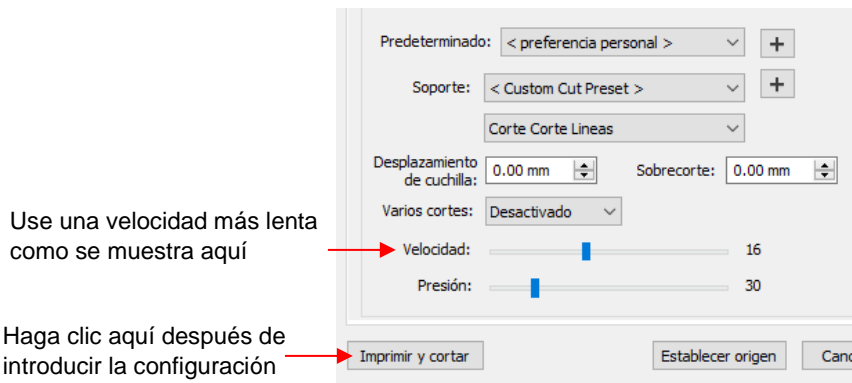 Predeterminado: < preferencia personal > +
Soporte: < Custom Cut Preset > +
Corte Corte Lineas
Desplazamiento
de cuchilla: 0.00 mm Sobrecorte: 0.00 mm
Varios cortes: Desactivado
Use una velocidad más lenta
como se muestra aquí
Velocidad: 16
Presión: 30
Haga clic aquí después de
introducir la configuración
Imprimir y cortar Establecer origen Canc